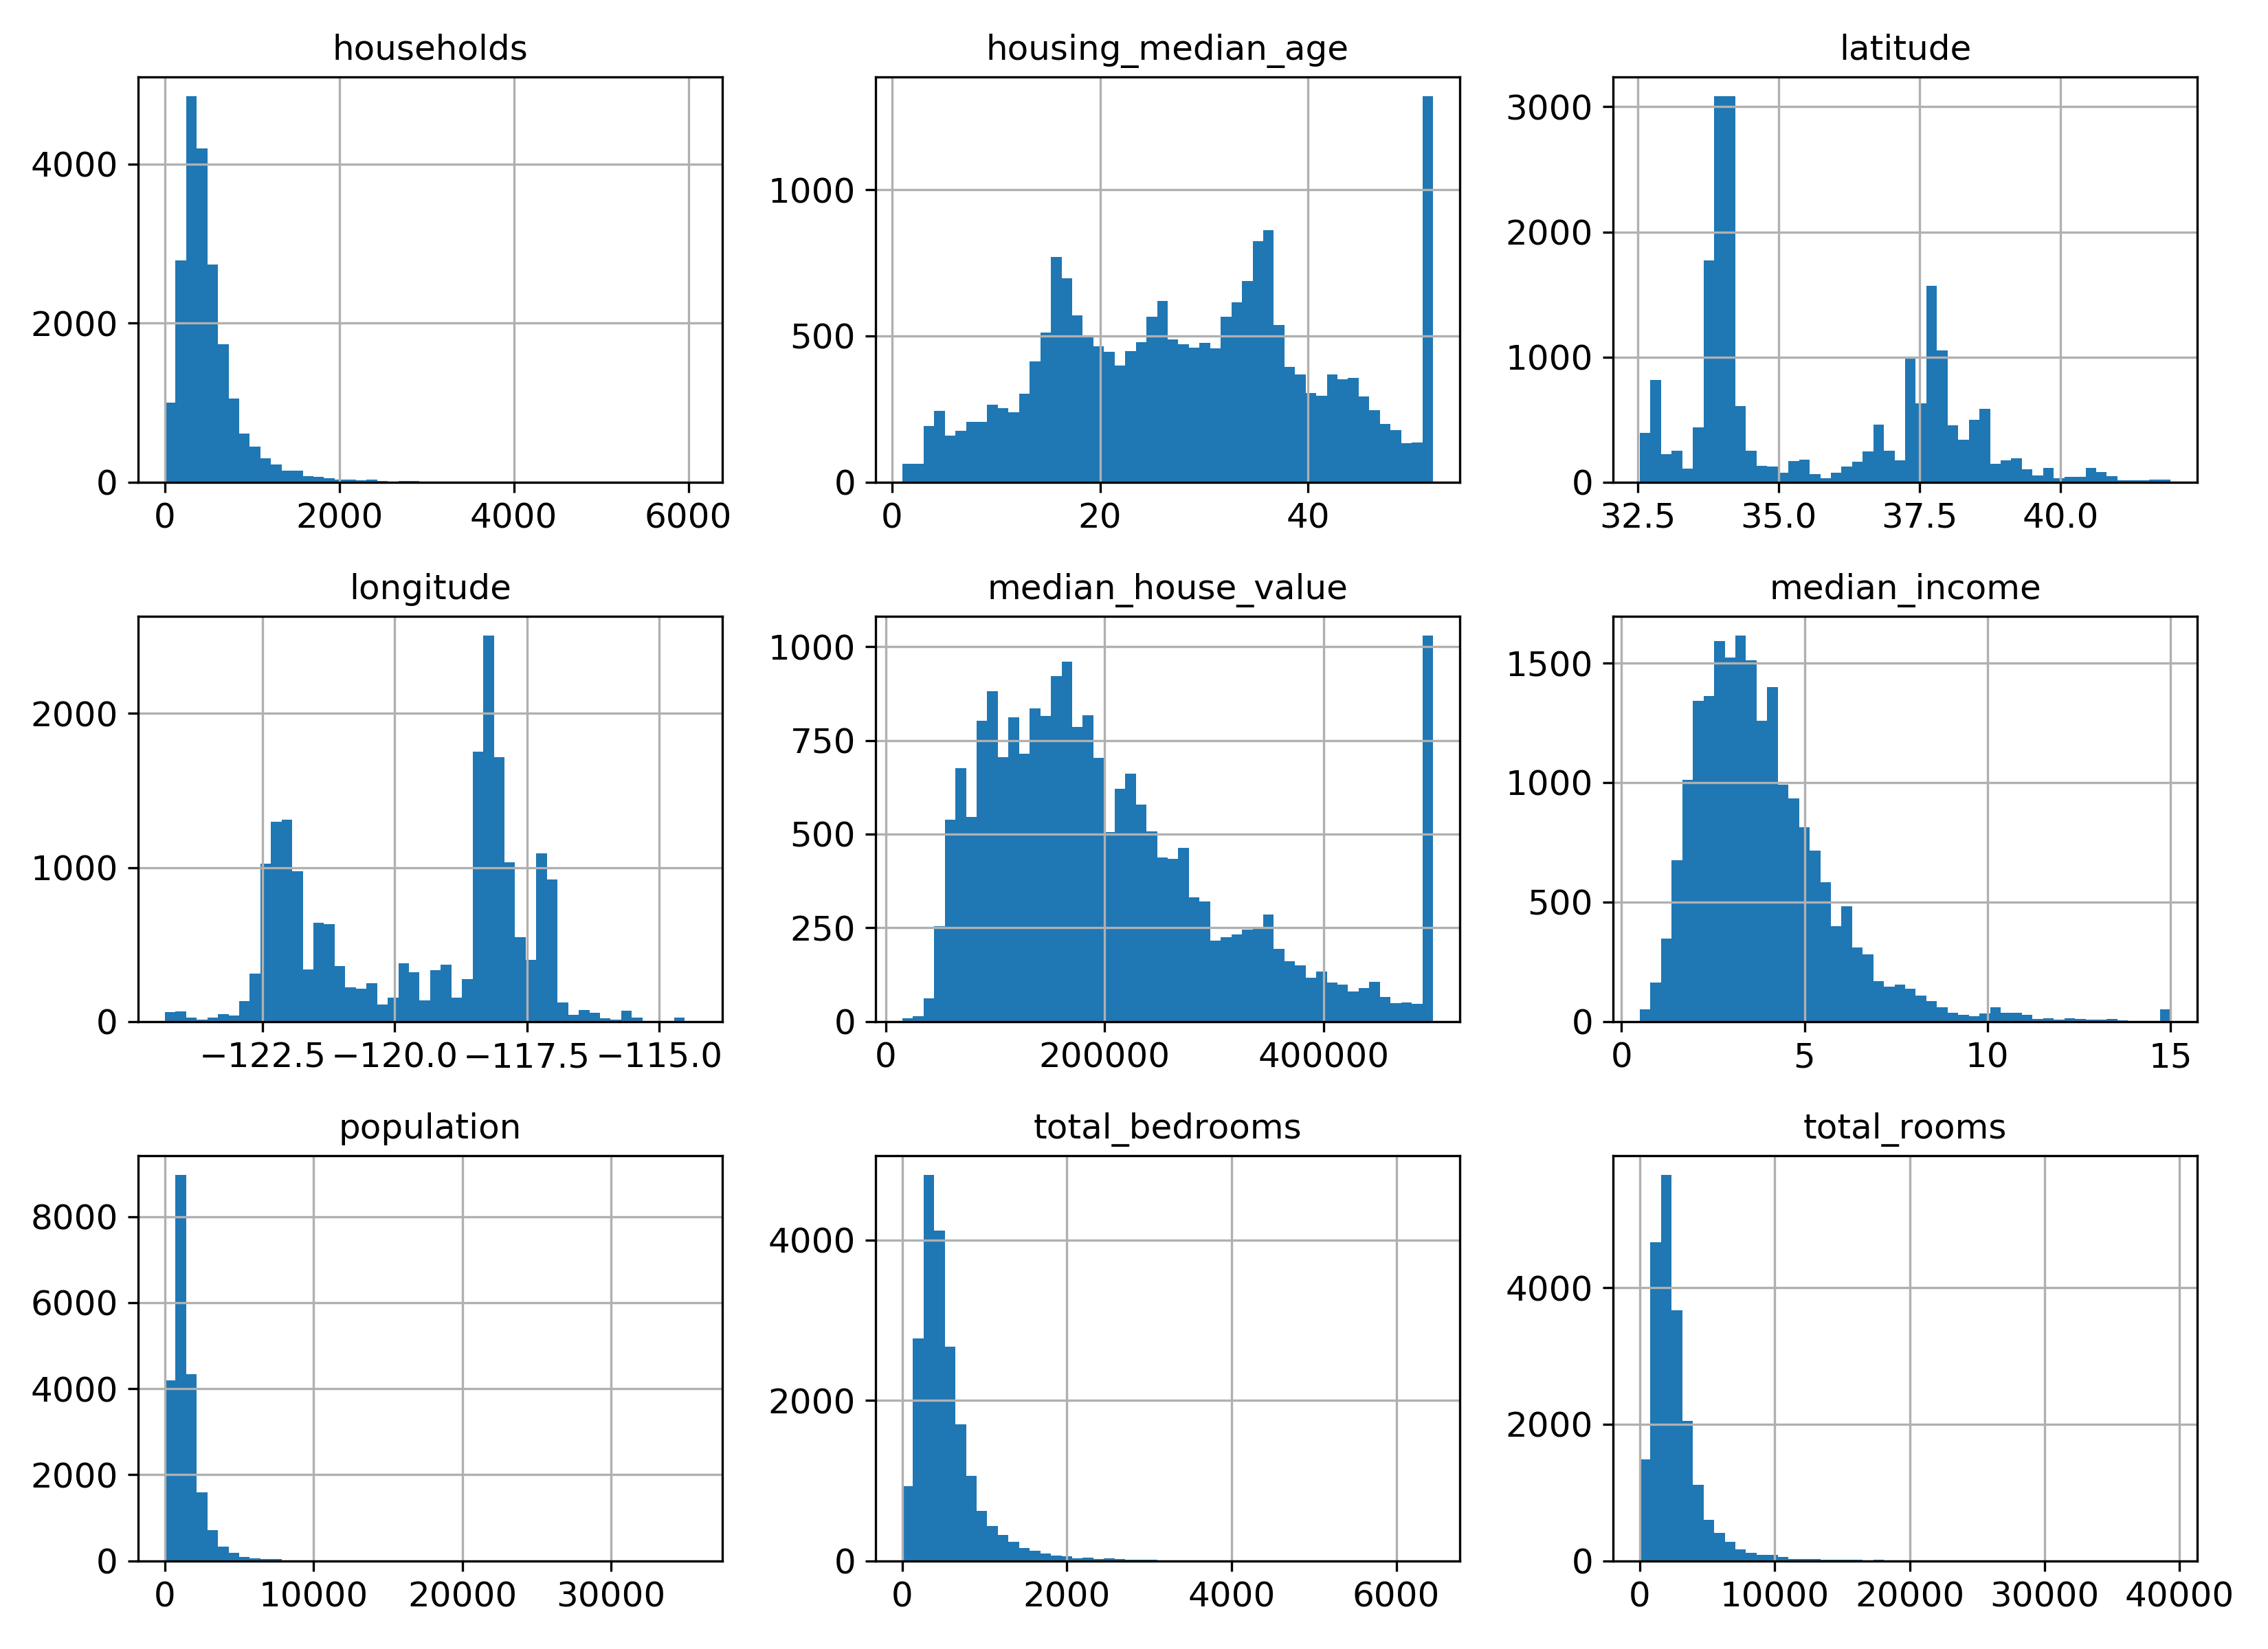 households housing_median_age latitude
4000
2000
0
0 2000 4000 6000
1000
500
0
0 20 40
3000
2000
1000
0
32.5 35.0 37.5 40.0
longitude median_house_value median_income
2000
1000
0
−122.5 −120.0 −117.5 −115.0
1000
750
500
250
0
0 200000 400000
1500
1000
500
0
0 5 10 15
population total_bedrooms total_rooms
8000
6000
4000
2000
0
0 10000 20000 30000
4000
2000
0
0 2000 4000 6000
4000
2000
0
0 10000 20000 30000 40000